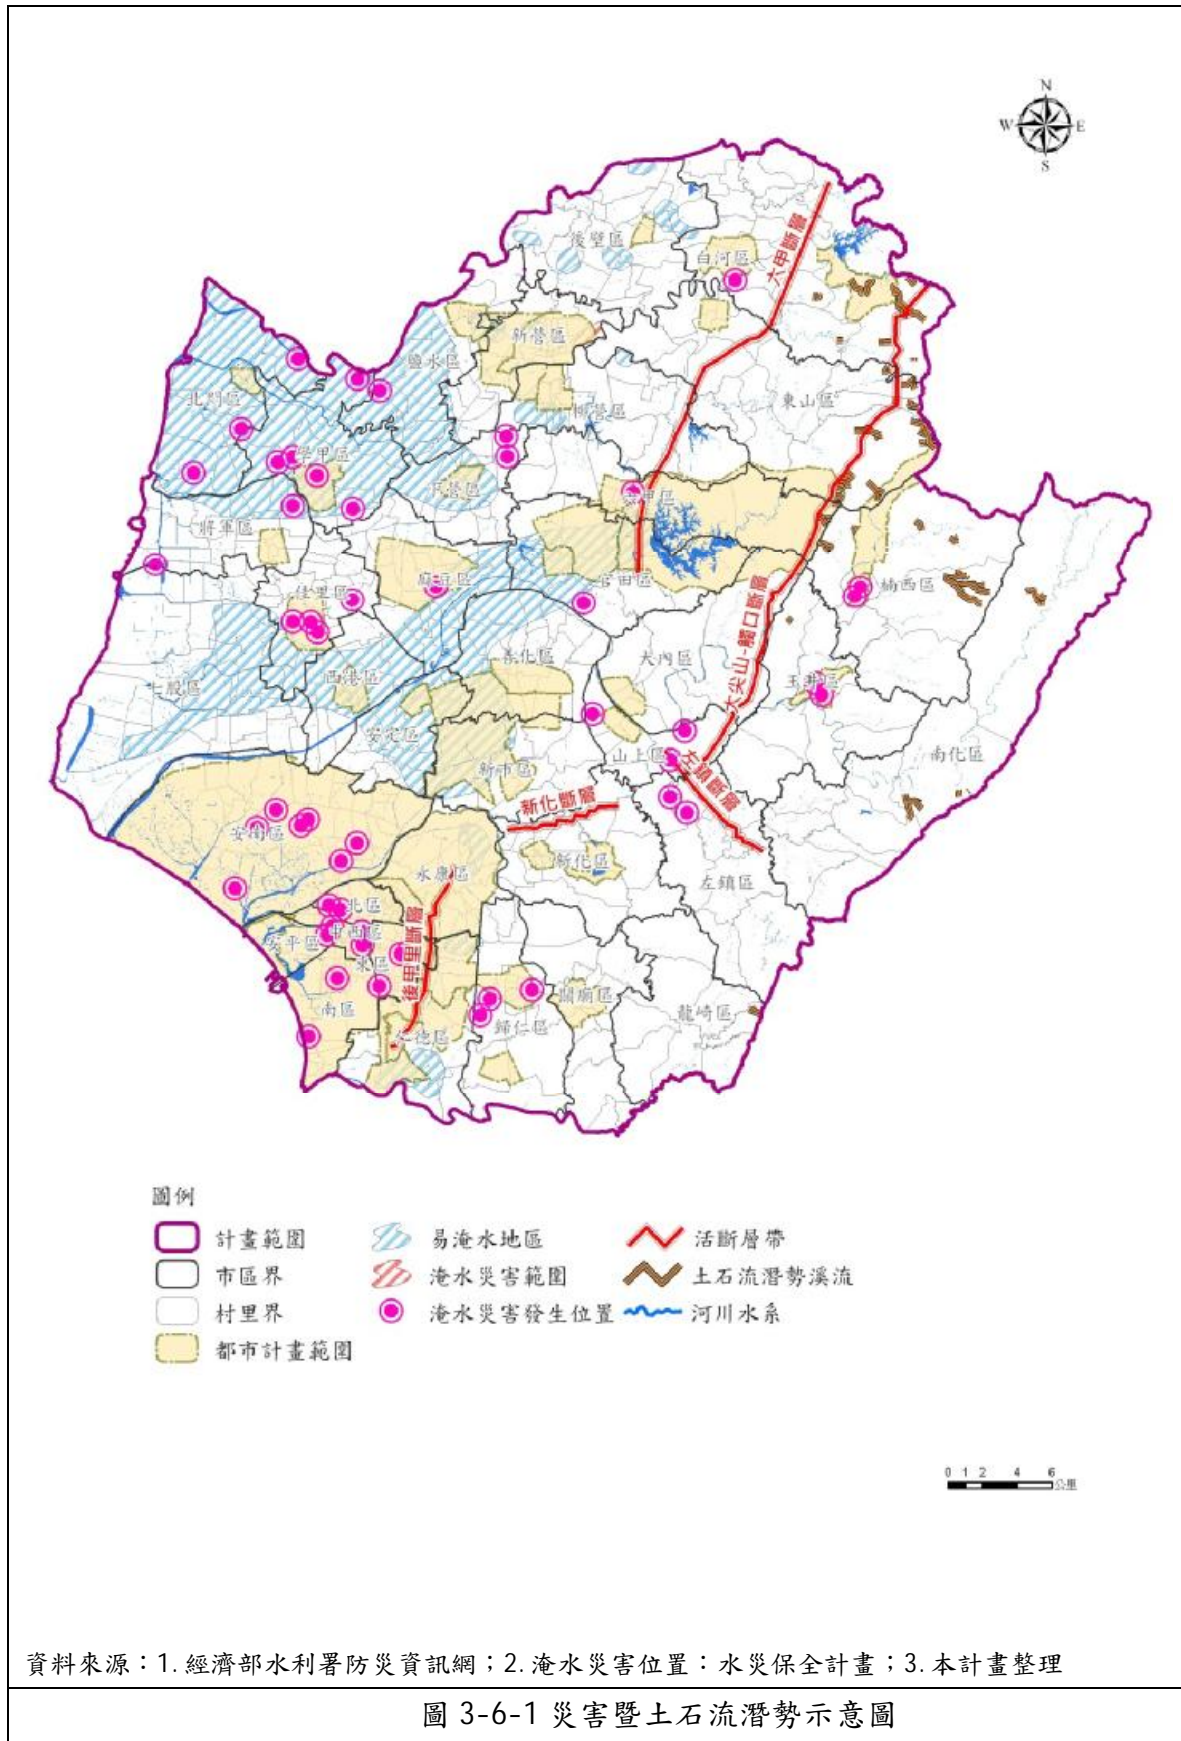 N
W
E
S
後壁區
白河區
六甲斷層
新營區
鹽水區
北門區
柳營區
東山區
學甲區
下營區
六甲區
將軍區
麻豆區
官田區
楠西區
佳里區
大尖山-觸口斷層
善化區
大內區
西港區
七股區
玉井區
安定區
山上區
南化區
新市區
左鎮斷層
新化斷層
安南區
永康區
新化區
左鎮區
北區
中西區
安平區
東區
後甲里斷層
南區
關廟區
龍崎區
歸仁區
仁德區
圖例
計畫範圍
易淹水地區
活斷層帶
市區界
淹水災害範圍
土石流潛勢溪流
村里界
淹水災害發生位置
河川水系
都市計畫範圍
0 1 2 4 6
公里
資料來源：1.經濟部水利署防災資訊網；2.淹水災害位置：水災保全計畫；3.本計畫整理
圖 3-6-1 災害暨土石流潛勢示意圖